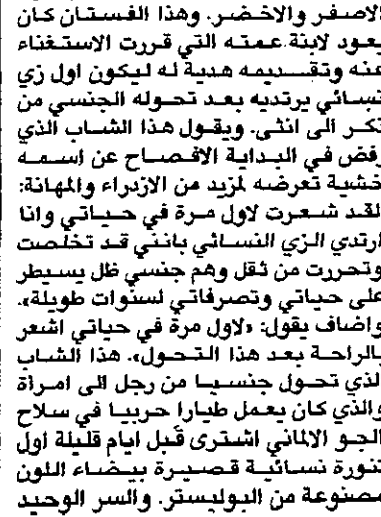 الاصفر والاخضر. وهذا الفستان كان
يعود لابنة عمته التي قررت الاستغناء
عنه وتقديمه هدية له ليكون اول زي
نسائي يرتديه بعد تحوله الجنسي من
ذكر الى انثى. ويقول هذا الشاب الذي
رفض في البداية الافصاح عن اسمه
خشية تعرضه لمزيد من الازدراء والمهانة:
لقد شعرت لاول مرة في حياتي وانا
ارتدي الزي النسائي بانني قد تخلصت
وتحررت من ثقل وهم جنسي ظل يسيطر
على حياتي وتصرفاتي لسنوات طويلة».
واضاف يقول: «لاول مرة في حياتي اشعر
بالراحة بعد هذا التحول». هذا الشاب
الذي تحول جنسيا من رجل الى امرأة
والذي كان يعمل طيارا حربيا في سلاح
الجو الالماني اشترى قبل ايام قليلة اول
تنورة نسائية قصيرة بيضاء اللون
مصنوعة من البوليستر. والسر الوحيد